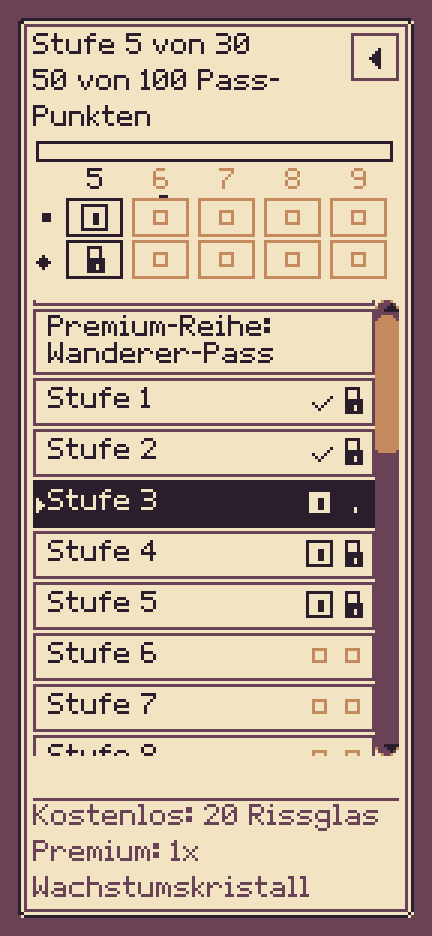 Stufe 5 von 30
50 von 100 Pass-
Punkten
5 6 7 8 9
Premium-Reihe:
Wanderer-Pass
Stufe 1
Stufe 2
Stufe 3
Stufe 4
Stufe 5
Stufe 6
Stufe 7
Stufe 8
Kostenlos: 20 Rissglas
Premium: 1x
Wachstumskristall